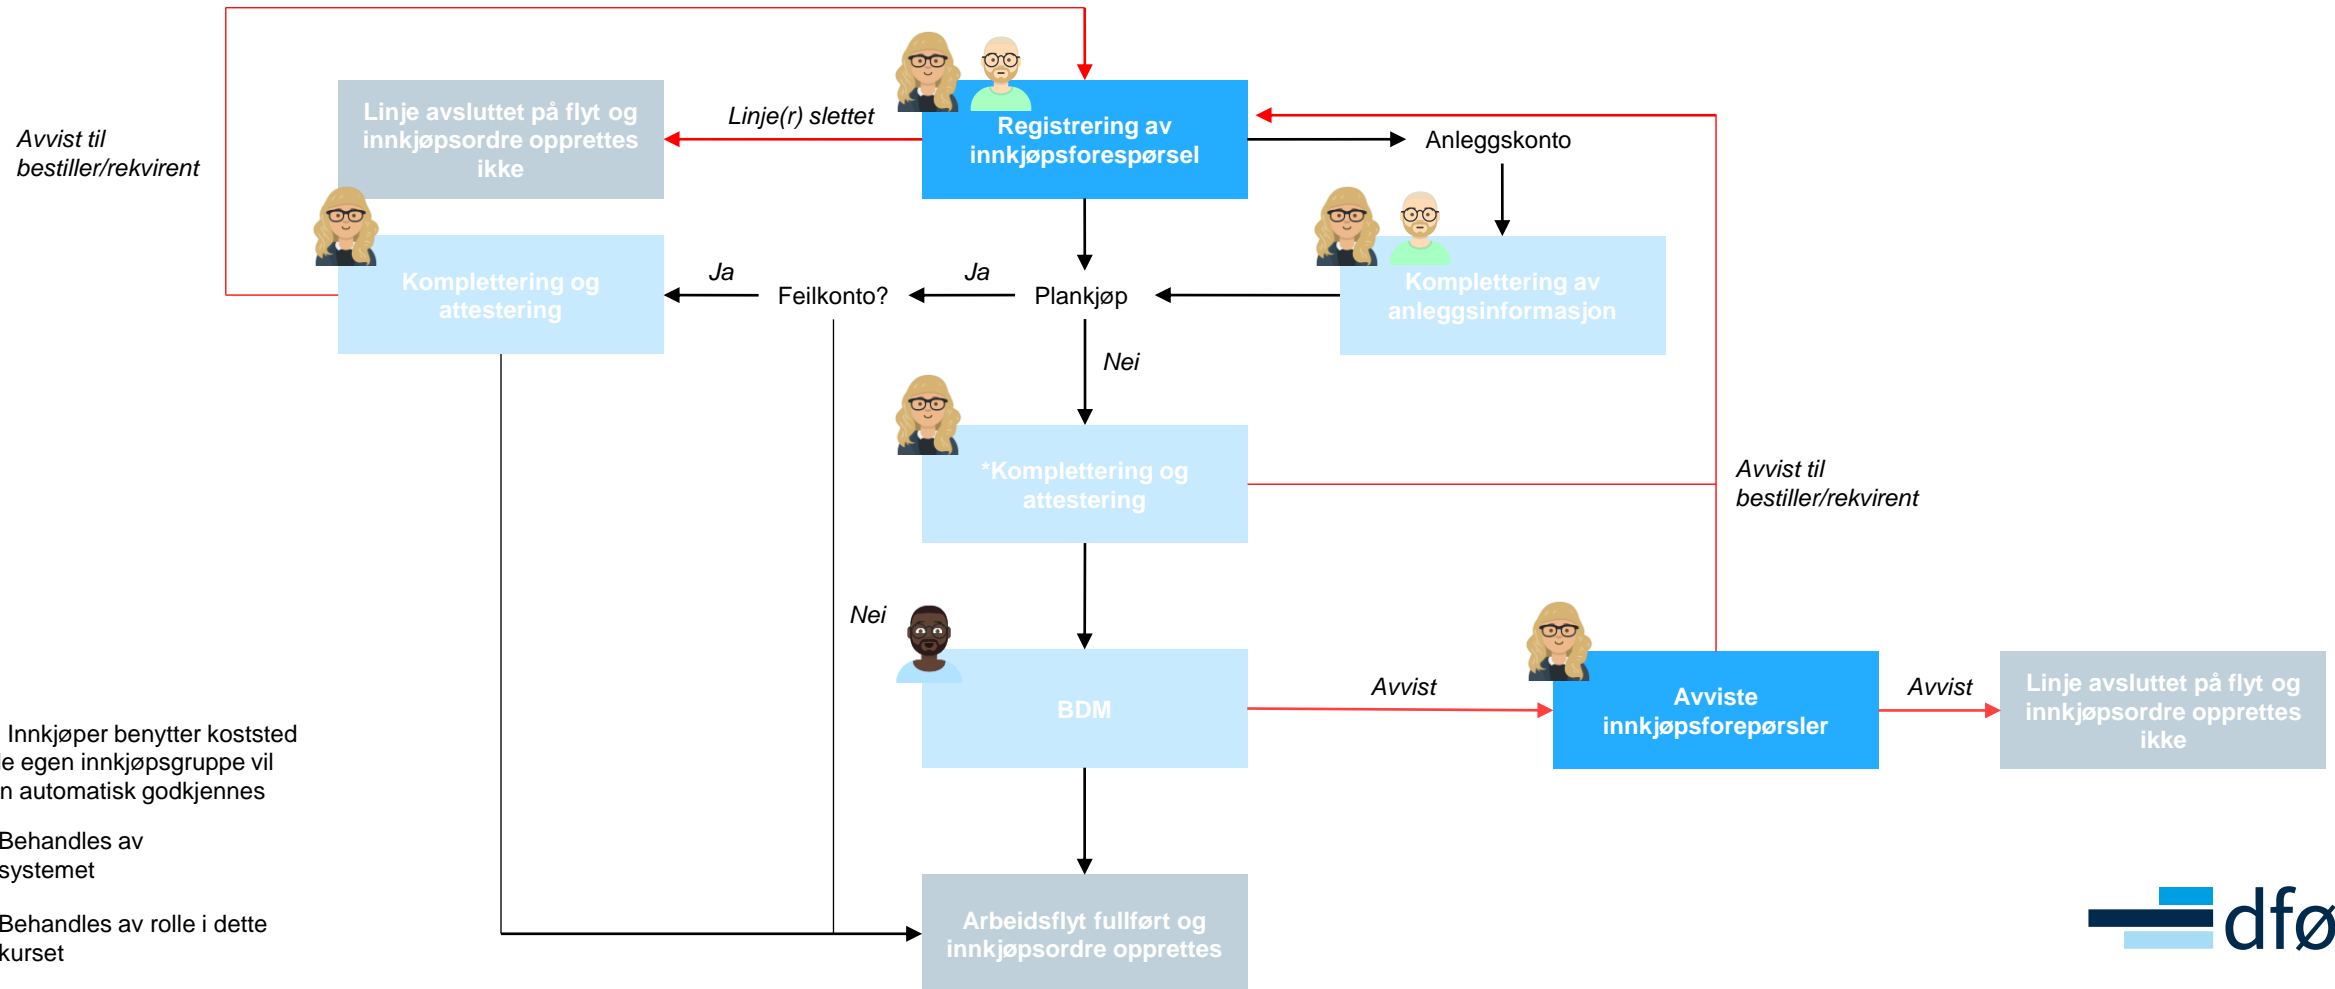 Avvist til
bestiller/rekvirent
Linje avsluttet på flyt og
innkjøpsordre opprettes
ikke
Linje(r) slettet
Registrering av
innkjøpsforespørsel
Anleggskonto
Komplettering og
attestering
Ja
Feilkonto?
Ja
Plankjøp
Komplettering av
anleggsinformasjon
Nei
*Komplettering og
attestering
Avvist til
bestiller/rekvirent
Nei
BDM
Avvist
Avviste
innkjøpsforepørsler
Avvist
Linje avsluttet på flyt og
innkjøpsordre opprettes
ikke
Innkjøper benytter koststed
egen innkjøpsgruppe vil
automatisk godkjennes
Behandles av
systemet
Behandles av rolle i dette
kurset
Arbeidsflyt fullført og
innkjøpsordre opprettes
dfø